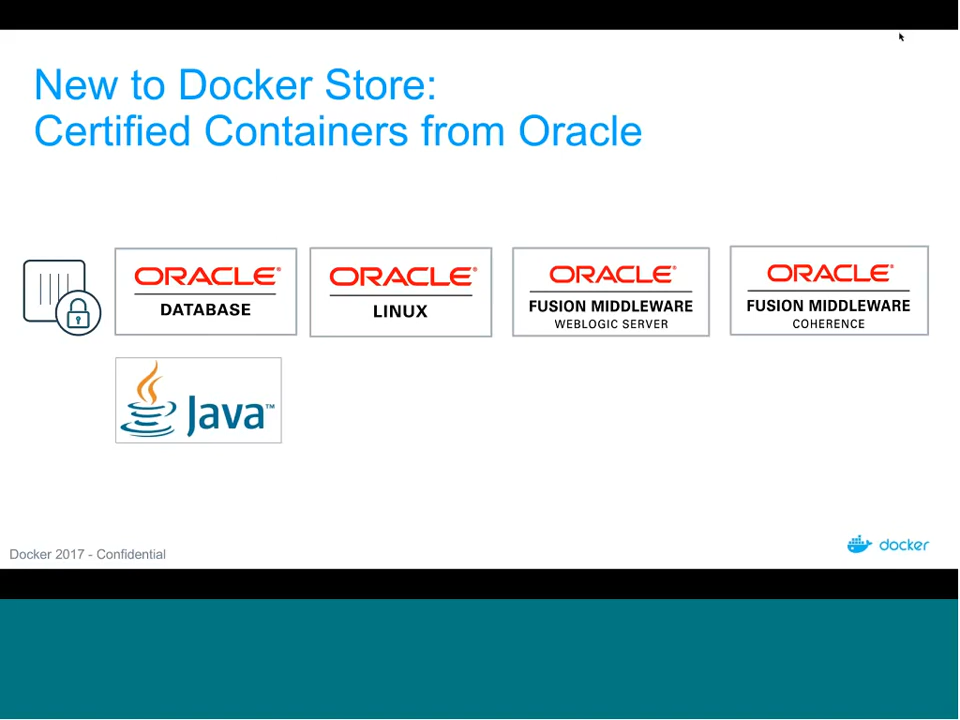 New to Docker Store:
Certified Containers from Oracle
ORACLE®
DATABASE
ORACLE®
LINUX
ORACLE®
FUSION MIDDLEWARE
WEBLOGIC SERVER
ORACLE®
FUSION MIDDLEWARE
COHERENCE
Java™
Docker 2017 - Confidential
docker